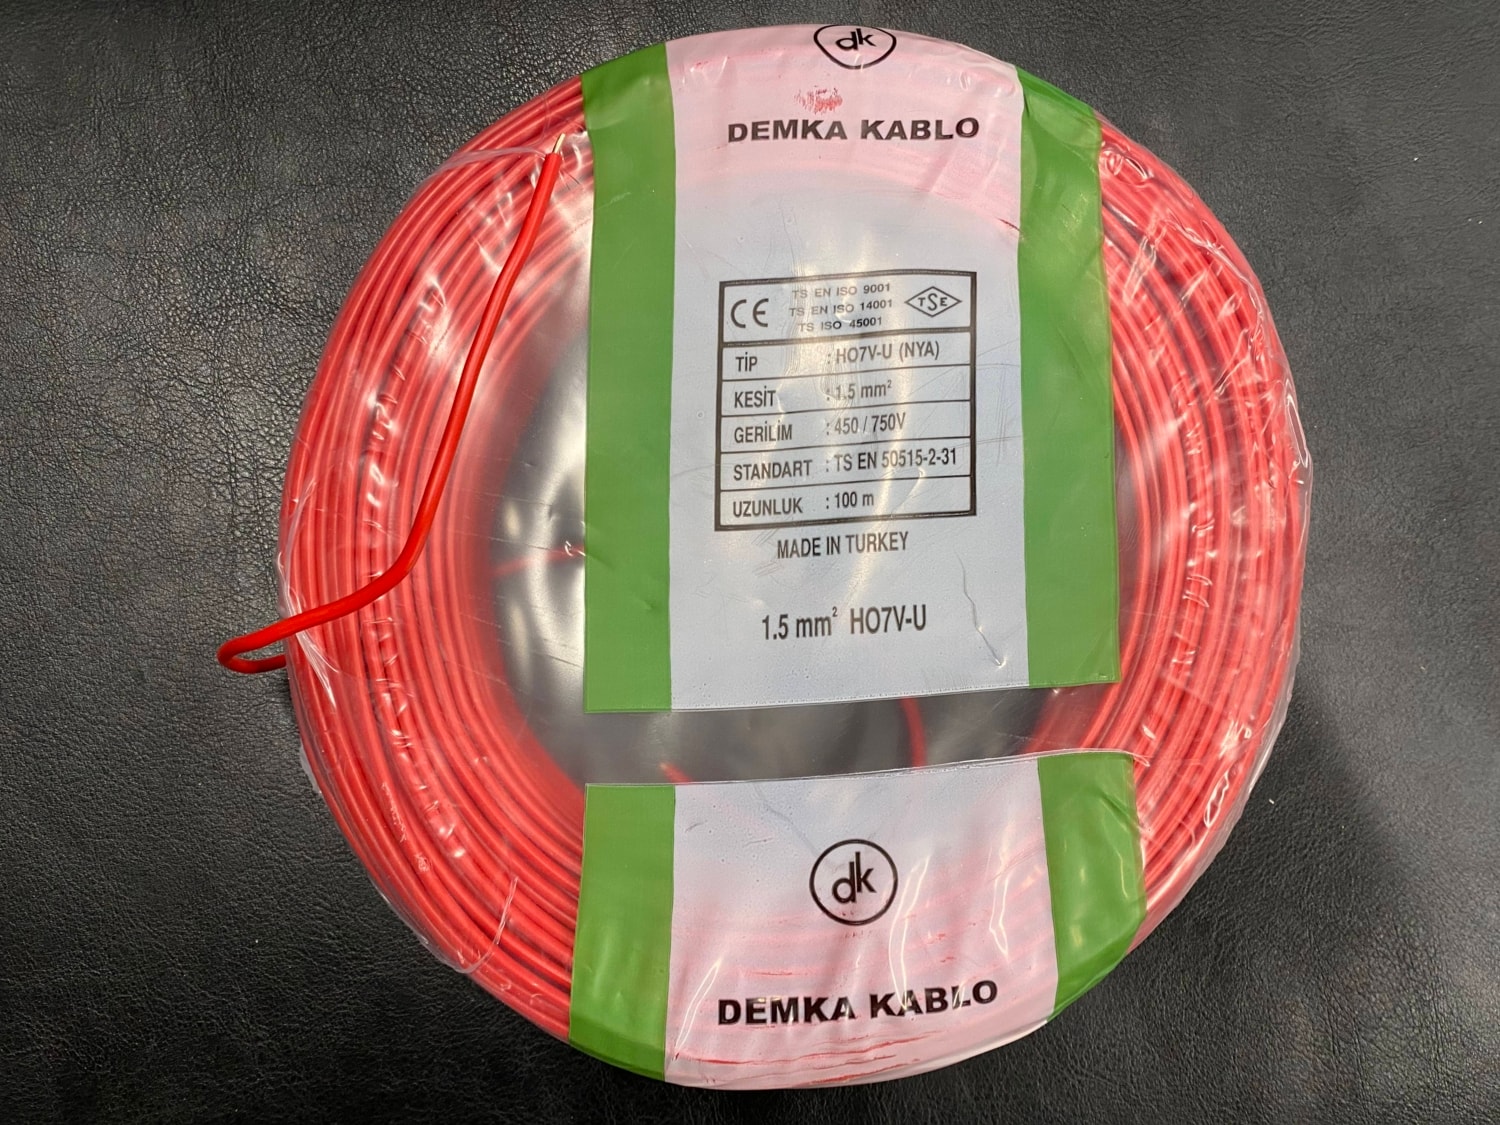 dk
DEMKA KABLO
CE
TS EN ISO 9001
TS EN ISO 14001
TS ISO 45001
TSE
TİP : HO7V-U (NYA)
KESİT : 1.5 mm²
GERİLİM : 450 / 750V
STANDART : TS EN 50515-2-31
UZUNLUK : 100 m
MADE IN TURKEY
1.5 mm² HO7V-U
dk
DEMKA KABLO